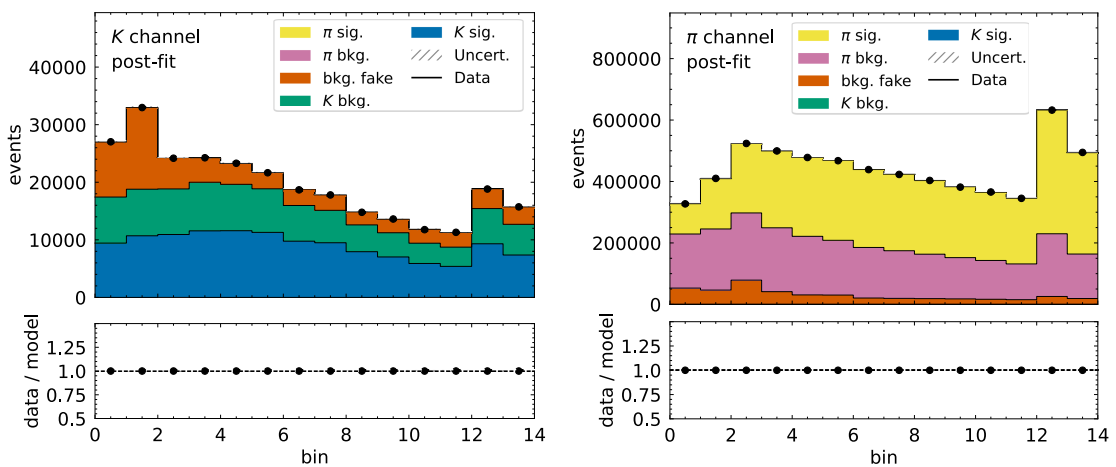 K channel
post-fit
π sig.
π bkg.
bkg. fake
K bkg.
K sig.
Uncert.
Data
events
40000
30000
20000
10000
0
data / model
1.25
1.0
0.75
0.5
0 2 4 6 8 10 12 14
bin
π channel
post-fit
π sig.
π bkg.
bkg. fake
K bkg.
K sig.
Uncert.
Data
events
800000
600000
400000
200000
0
data / model
1.25
1.0
0.75
0.5
0 2 4 6 8 10 12 14
bin